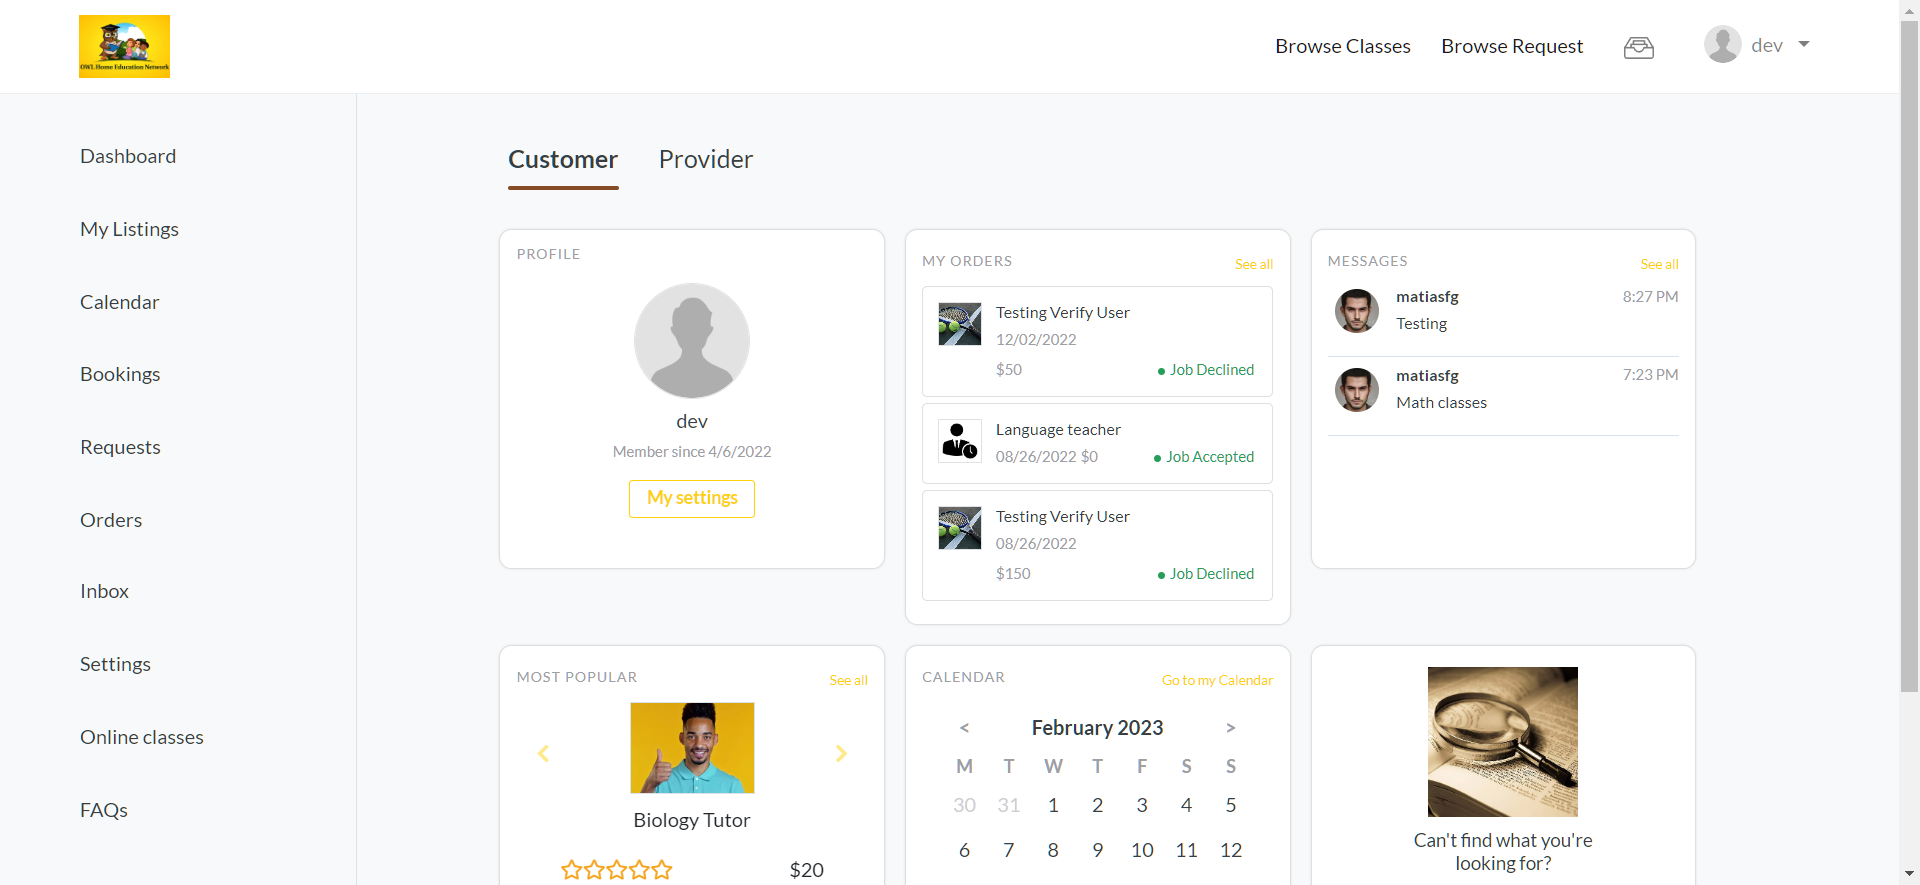 OWL Home Education Network
Browse Classes
Browse Request
dev
Dashboard
My Listings
Calendar
Bookings
Requests
Orders
Inbox
Settings
Online classes
FAQs
Customer
Provider
PROFILE
dev
Member since 4/6/2022
My settings
MY ORDERS
See all
Testing Verify User
12/02/2022
$50
Job Declined
Language teacher
08/26/2022 $0
Job Accepted
Testing Verify User
08/26/2022
$150
Job Declined
MESSAGES
See all
matiasfg
8:27 PM
Testing
matiasfg
7:23 PM
Math classes
MOST POPULAR
See all
Biology Tutor
$20
CALENDAR
Go to my Calendar
< February 2023 >
M T W T F S S
30 31 1 2 3 4 5
6 7 8 9 10 11 12
Can't find what you're
looking for?